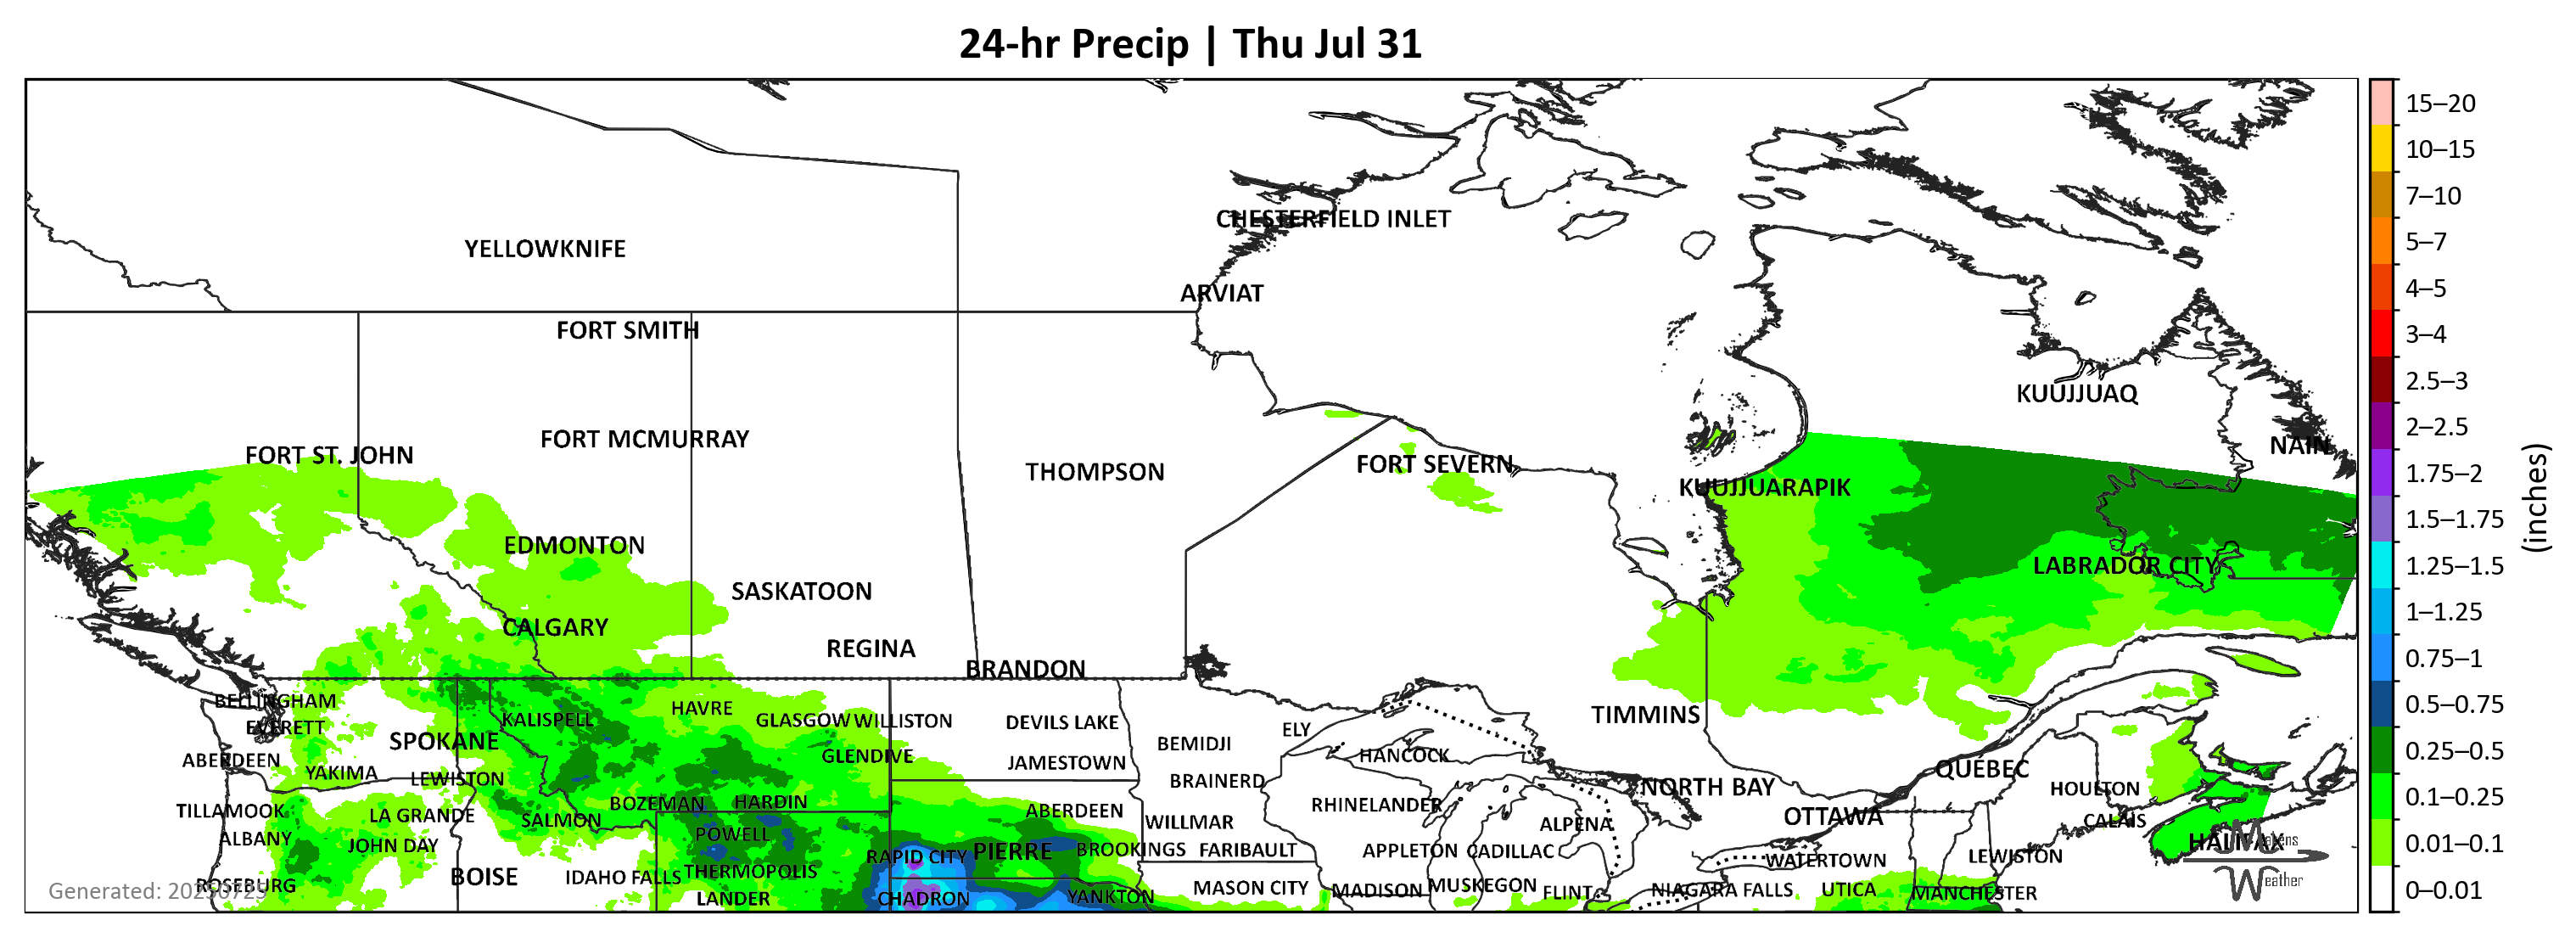 24-hr Precip | Thu Jul 31
15–20
10–15
7–10
5–7
4–5
3–4
2.5–3
2–2.5
1.75–2
1.5–1.75
1.25–1.5
1–1.25
0.75–1
0.5–0.75
0.25–0.5
0.1–0.25
0.01–0.1
0–0.01
(inches)
CHESTERFIELD INLET
YELLOWKNIFE
ARVIAT
FORT SMITH
KUUJJUAQ
FORT MCMURRAY
NAIN
FORT ST. JOHN
FORT SEVERN
THOMPSON
KUUJJUARAPIK
EDMONTON
LABRADOR CITY
SASKATOON
CALGARY
REGINA
BRANDON
BELLINGHAM
HAVRE
TIMMINS
KALISPELL
GLASGOW
WILLISTON
DEVILS LAKE
EVERETT
ELY
SPOKANE
BEMIDJI
ABERDEEN
GLENDIVE
JAMESTOWN
HANCOCK
QUÉBEC
YAKIMA
LEWISTON
BRAINERD
NORTH BAY
HOULTON
BOZEMAN
HARDIN
RHINELANDER
TILLAMOOK
LA GRANDE
SALMON
ABERDEEN
WILLMAR
ALPENA
OTTAWA
CALAIS
ALBANY
JOHN DAY
POWELL
HALIFAX
RAPID CITY
PIERRE
BROOKINGS
FARIBAULT
APPLETON
CADILLAC
WATERTOWN
LEWISTON
BOISE
IDAHO FALLS
THERMOPOLIS
ROSEBURG
LANDER
CHADRON
YANKTON
MASON CITY
MADISON
MUSKEGON
FLINT
NIAGARA FALLS
UTICA
MANCHESTER
Weather
Generated: 20250725